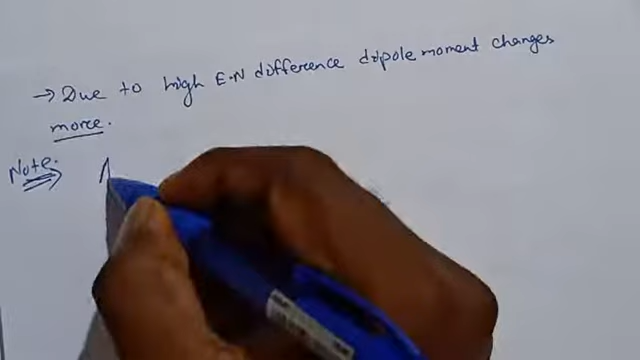 → Due to high E.N difference dipole moment changes
more.
Note.